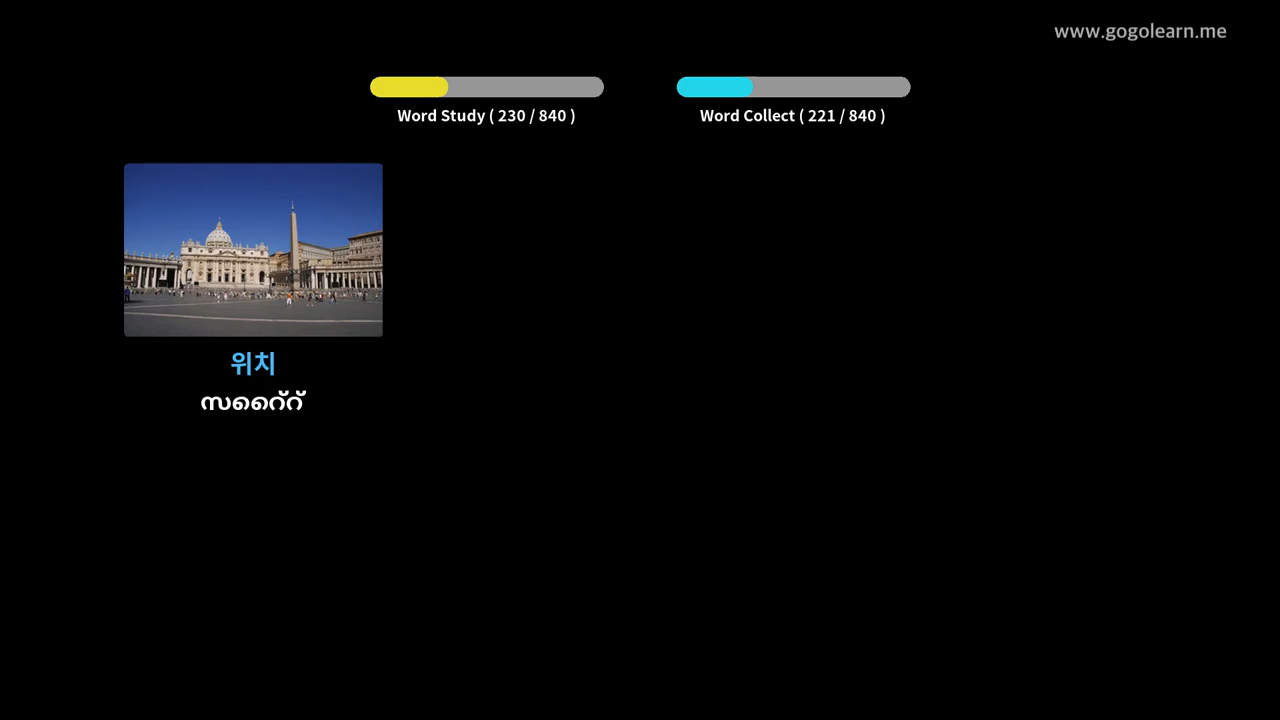 www.gogolearn.me
Word Study ( 230 / 840 )
Word Collect ( 221 / 840 )
위치
സൈറ്റ്